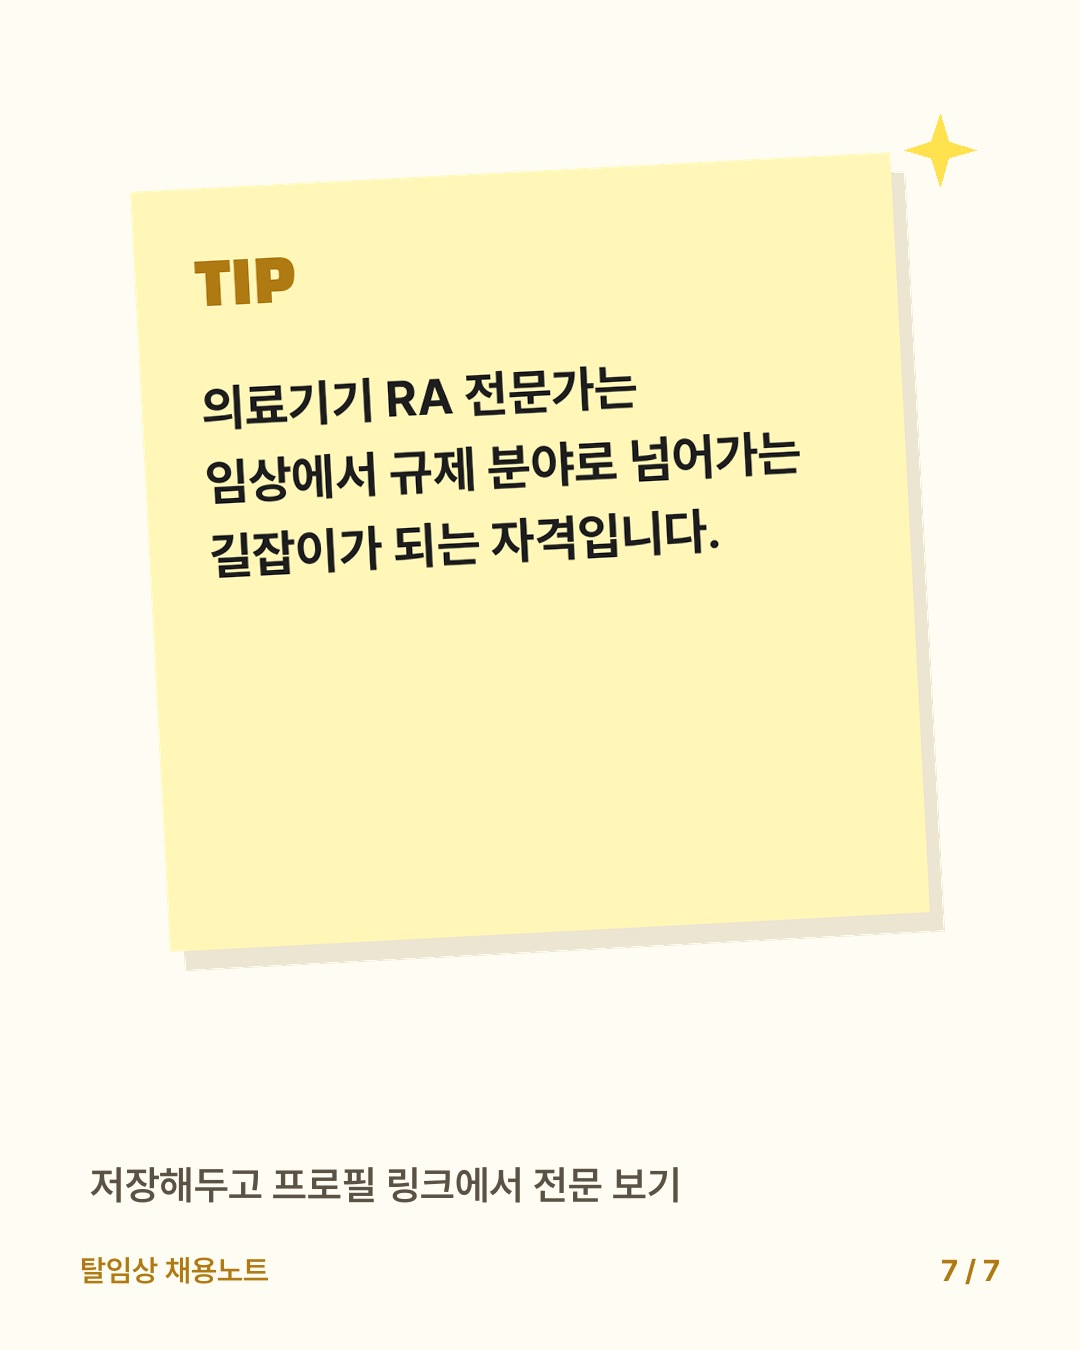 TIP
의료기기 RA 전문가는
임상에서 규제 분야로 넘어가는
길잡이가 되는 자격입니다.
저장해두고 프로필 링크에서 전문 보기
탈임상 채용노트
7 / 7